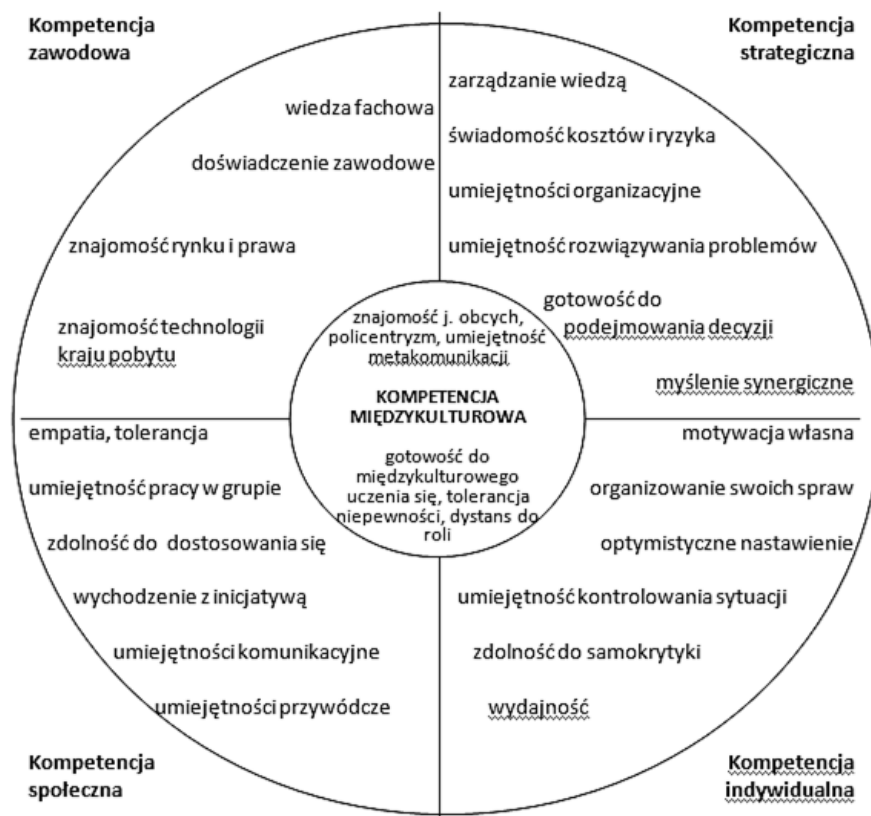 Kompetencja
zawodowa
wiedza fachowa
doświadczenie zawodowe
znajomość rynku i prawa
znajomość technologii
kraju pobytu
Kompetencja
strategiczna
zarządzanie wiedzą
świadomość kosztów i ryzyka
umiejętności organizacyjne
umiejętność rozwiązywania problemów
gotowość do
podejmowania decyzji
myślenie synergiczne
znajomość j. obcych,
policentryzm, umiejętność
metakomunikacji
KOMPETENCJA
MIĘDZYKULTUROWA
gotowość do
międzykulturowego
uczenia się, tolerancja
niepewności, dystans do
roli
empatia, tolerancja
umiejętność pracy w grupie
zdolność do dostosowania się
wychodzenie z inicjatywą
umiejętności komunikacyjne
umiejętności przywódcze
Kompetencja
społeczna
motywacja własna
organizowanie swoich spraw
optymistyczne nastawienie
umiejętność kontrolowania sytuacji
zdolność do samokrytyki
wydajność
Kompetencja
indywidualna